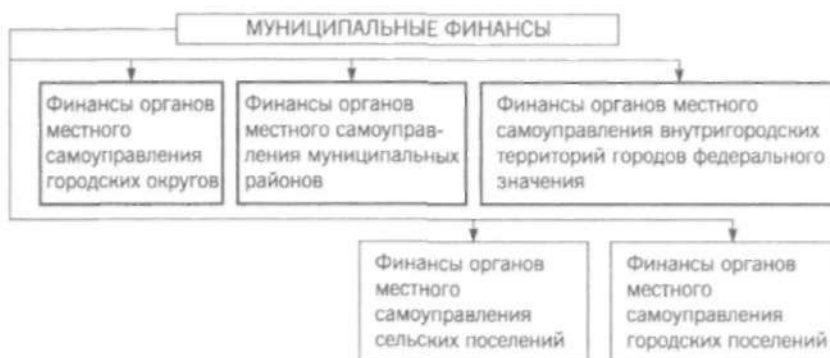 МУНИЦИПАЛЬНЫЕ ФИНАНСЫ
Финансы органов
местного
самоуправления
городских округов
Финансы органов
местного самоуправ-
ления муниципальных
районов
Финансы органов местного
самоуправления внутригородских
территорий городов федерального
значения
Финансы органов
местного
самоуправления
сельских поселений
Финансы органов
местного
самоуправления
городских поселений